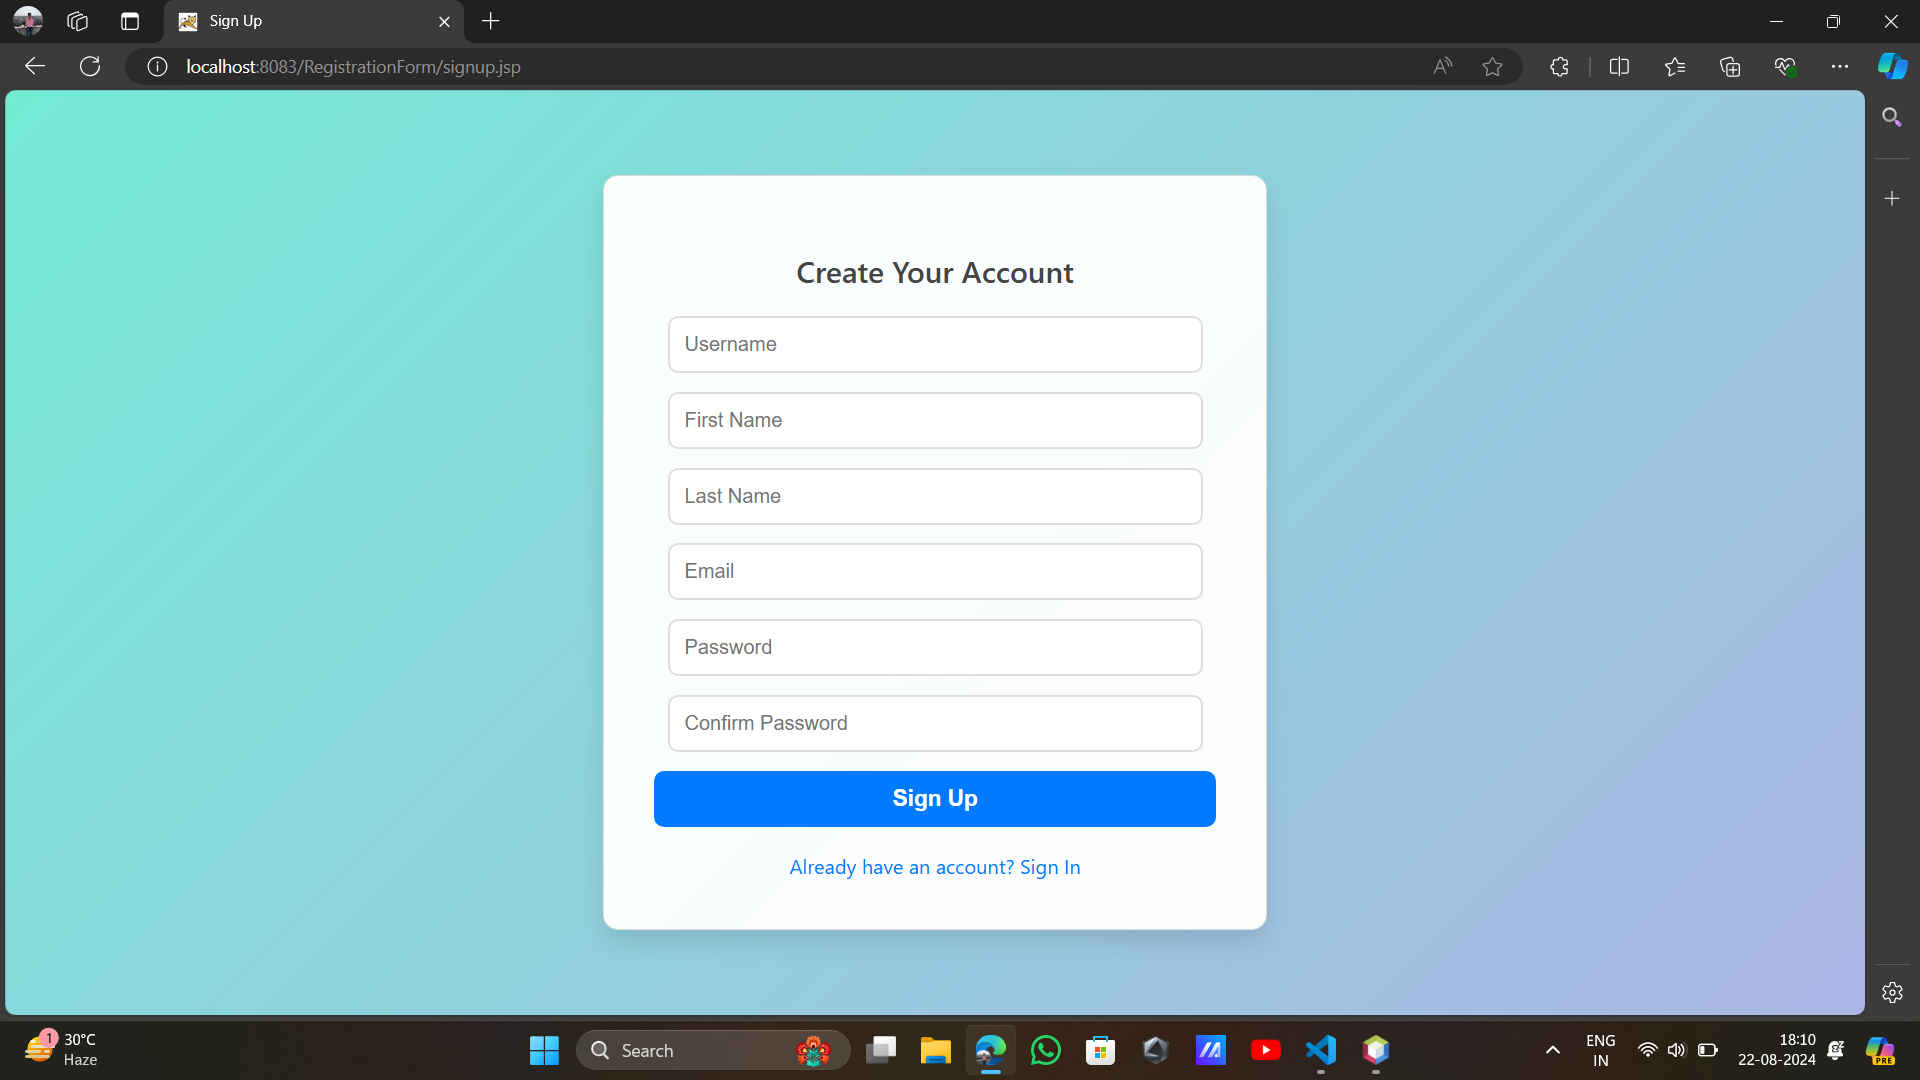 Sign Up
localhost:8083/RegistrationForm/signup.jsp
Create Your Account
Username
First Name
Last Name
Email
Password
Confirm Password
Sign Up
Already have an account? Sign In
1
30°C
Haze
Search
ENG
IN
18:10
22-08-2024
PRE